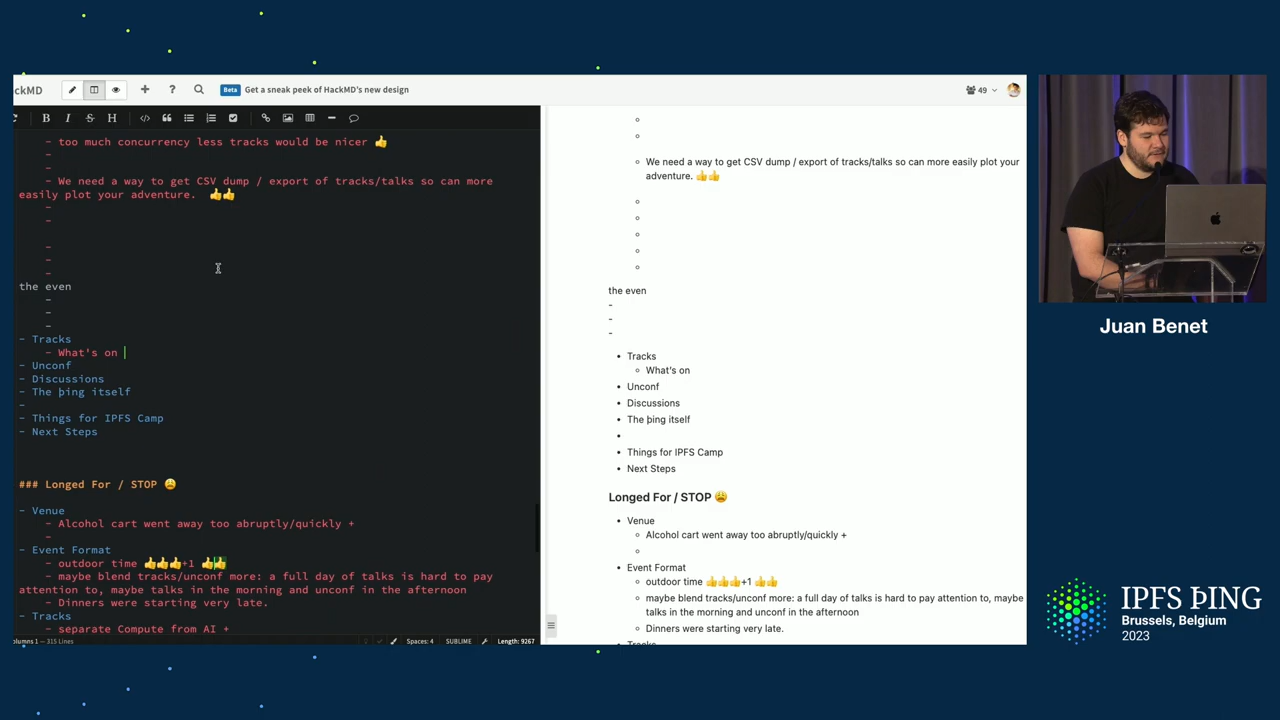 ckMD
Beta Get a sneak peek of HackMD's new design
49
B I S H
- too much concurrency less tracks would be nicer 👍
-
-
- We need a way to get CSV dump / export of tracks/talks so can more
easily plot your adventure. 👍👍
-
-
-
-
-
the even
-
-
-
- Tracks
- What's on
- Unconf
- Discussions
- The þing itself
-
- Things for IPFS Camp
- Next Steps
### Longed For / STOP 😩
- Venue
- Alcohol cart went away too abruptly/quickly +
-
- Event Format
- outdoor time 👍👍👍+1 👍👍
- maybe blend tracks/unconf more: a full day of talks is hard to pay
attention to, maybe talks in the morning and unconf in the afternoon
- Dinners were starting very late.
- Tracks
- separate Compute from AI +
olumns 1 — 315 Lines
Spaces: 4 SUBLIME Length: 9267
We need a way to get CSV dump / export of tracks/talks so can more easily plot your
adventure. 👍👍
the even
-
-
-
Tracks
What's on
Unconf
Discussions
The þing itself
Things for IPFS Camp
Next Steps
Longed For / STOP 😩
Venue
Alcohol cart went away too abruptly/quickly +
Event Format
outdoor time 👍👍👍+1 👍👍
maybe blend tracks/unconf more: a full day of talks is hard to pay attention to, maybe
talks in the morning and unconf in the afternoon
Dinners were starting very late.
Tracks
Juan Benet
IPFS ÞING
Brussels, Belgium
2023